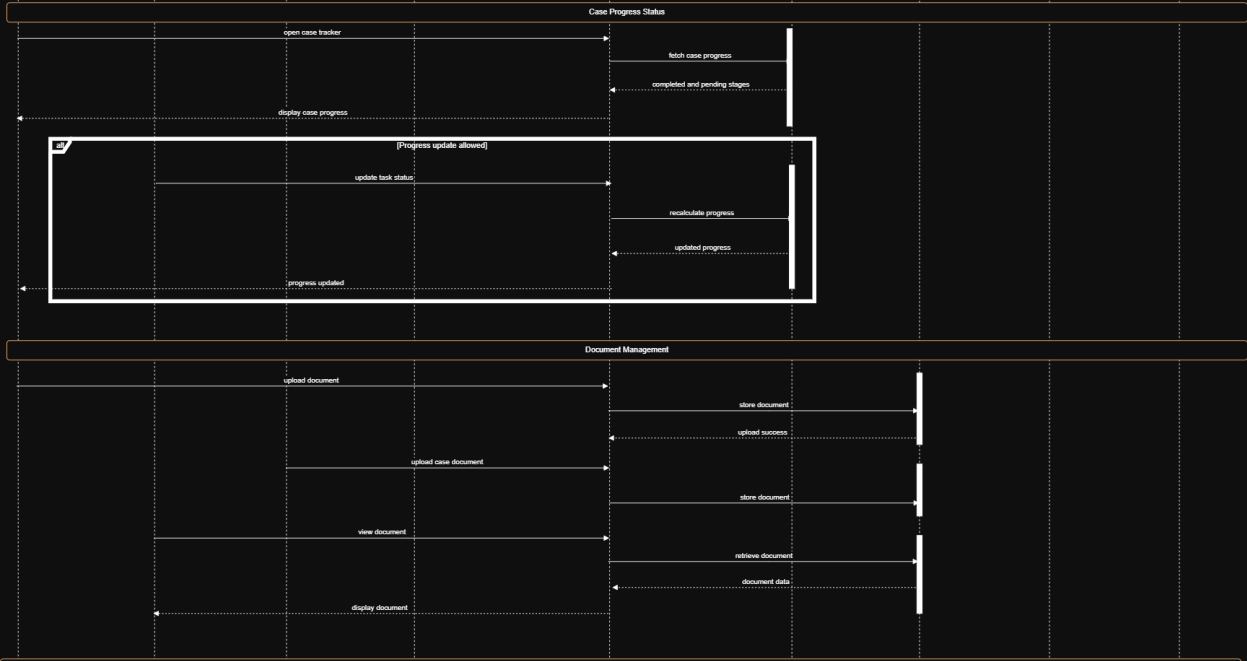 Case Progress Status
open case tracker
fetch case progress
completed and pending stages
display case progress
alt
[Progress update allowed]
update task status
recalculate progress
updated progress
progress updated
Document Management
upload document
store document
upload success
upload case document
store document
view document
retrieve document
document data
display document